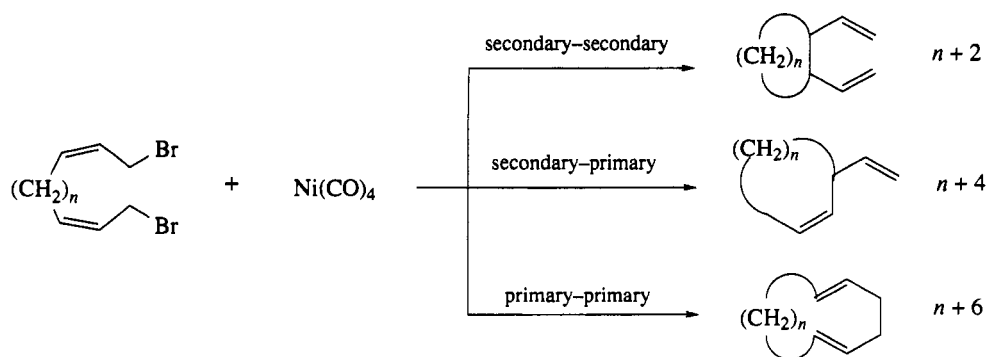 secondary–secondary
(CH₂)ₙ
n + 2
Br
(CH₂)ₙ
Br
+
Ni(CO)₄
secondary–primary
(CH₂)ₙ
n + 4
primary–primary
(CH₂)ₙ
n + 6